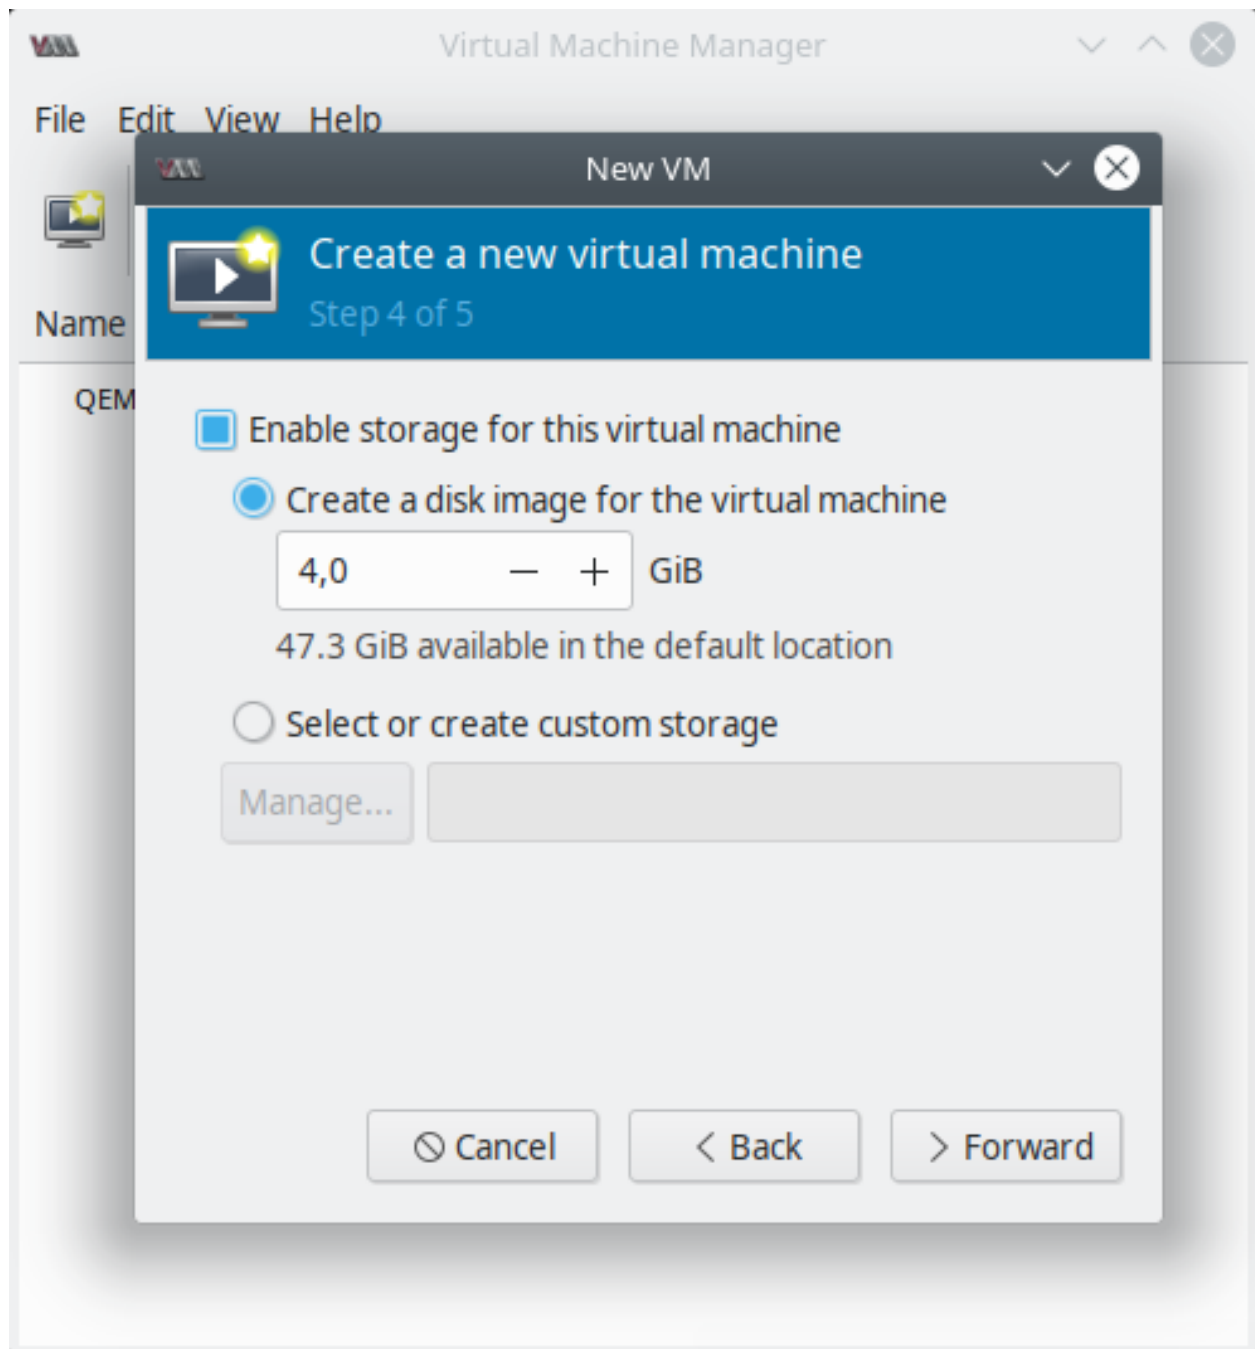 Virtual Machine Manager
File Edit View Help
New VM
Create a new virtual machine
Step 4 of 5
Name
QEM
Enable storage for this virtual machine
Create a disk image for the virtual machine
4,0 − + GiB
47.3 GiB available in the default location
Select or create custom storage
Manage...
Cancel < Back > Forward